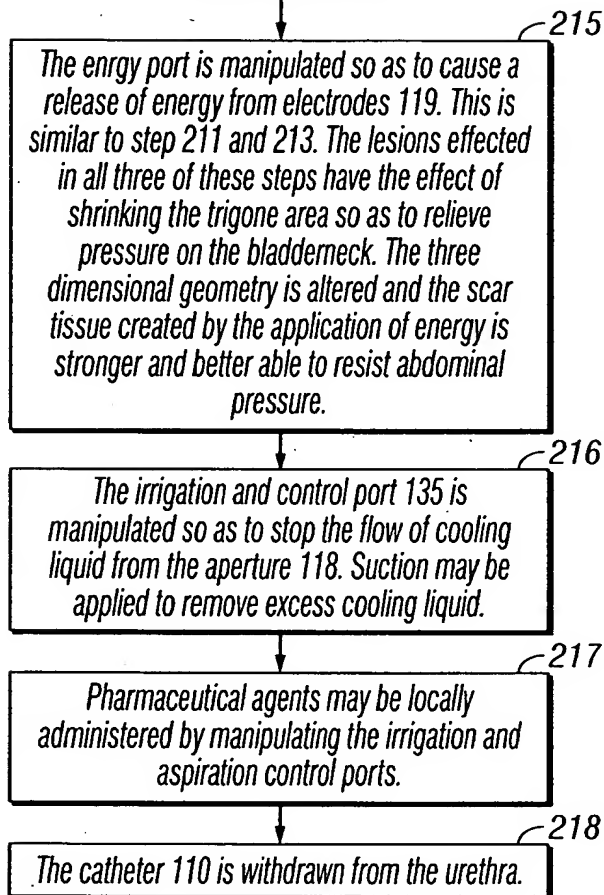 215
The enrgy port is manipulated so as to cause a
release of energy from electrodes 119. This is
similar to step 211 and 213. The lesions effected
in all three of these steps have the effect of
shrinking the trigone area so as to relieve
pressure on the bladderneck. The three
dimensional geometry is altered and the scar
tissue created by the application of energy is
stronger and better able to resist abdominal
pressure.
216
The irrigation and control port 135 is
manipulated so as to stop the flow of cooling
liquid from the aperture 118. Suction may be
applied to remove excess cooling liquid.
217
Pharmaceutical agents may be locally
administered by manipulating the irrigation and
aspiration control ports.
218
The catheter 110 is withdrawn from the urethra.